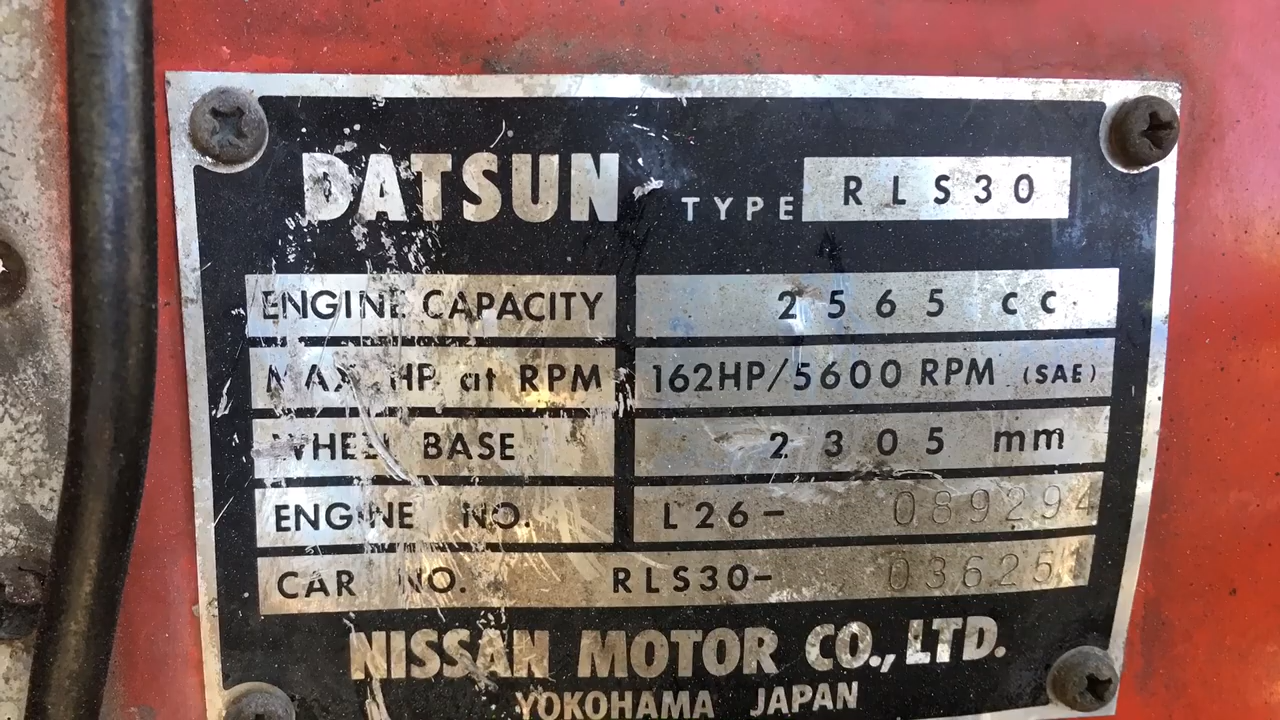 DATSUN TYPE RLS30
ENGINE CAPACITY 2565 cc
MAX HP at RPM 162HP/5600 RPM (SAE)
WHEEL BASE 2305 mm
ENGINE NO. L26- 089294
CAR NO. RLS30-
NISSAN MOTOR CO., LTD.
YOKOHAMA JAPAN